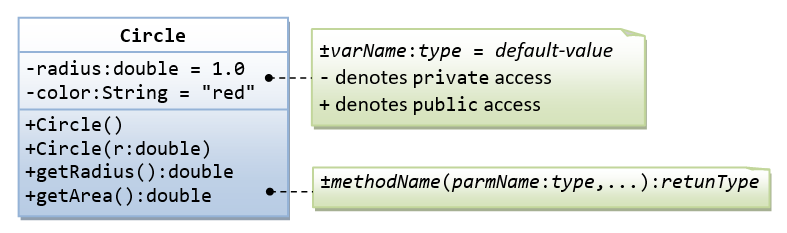 Circle
-radius:double = 1.0
-color:String = "red"
+Circle()
+Circle(r:double)
+getRadius():double
+getArea():double
±varName:type = default-value
- denotes private access
+ denotes public access
±methodName(parmName:type,...):retunType